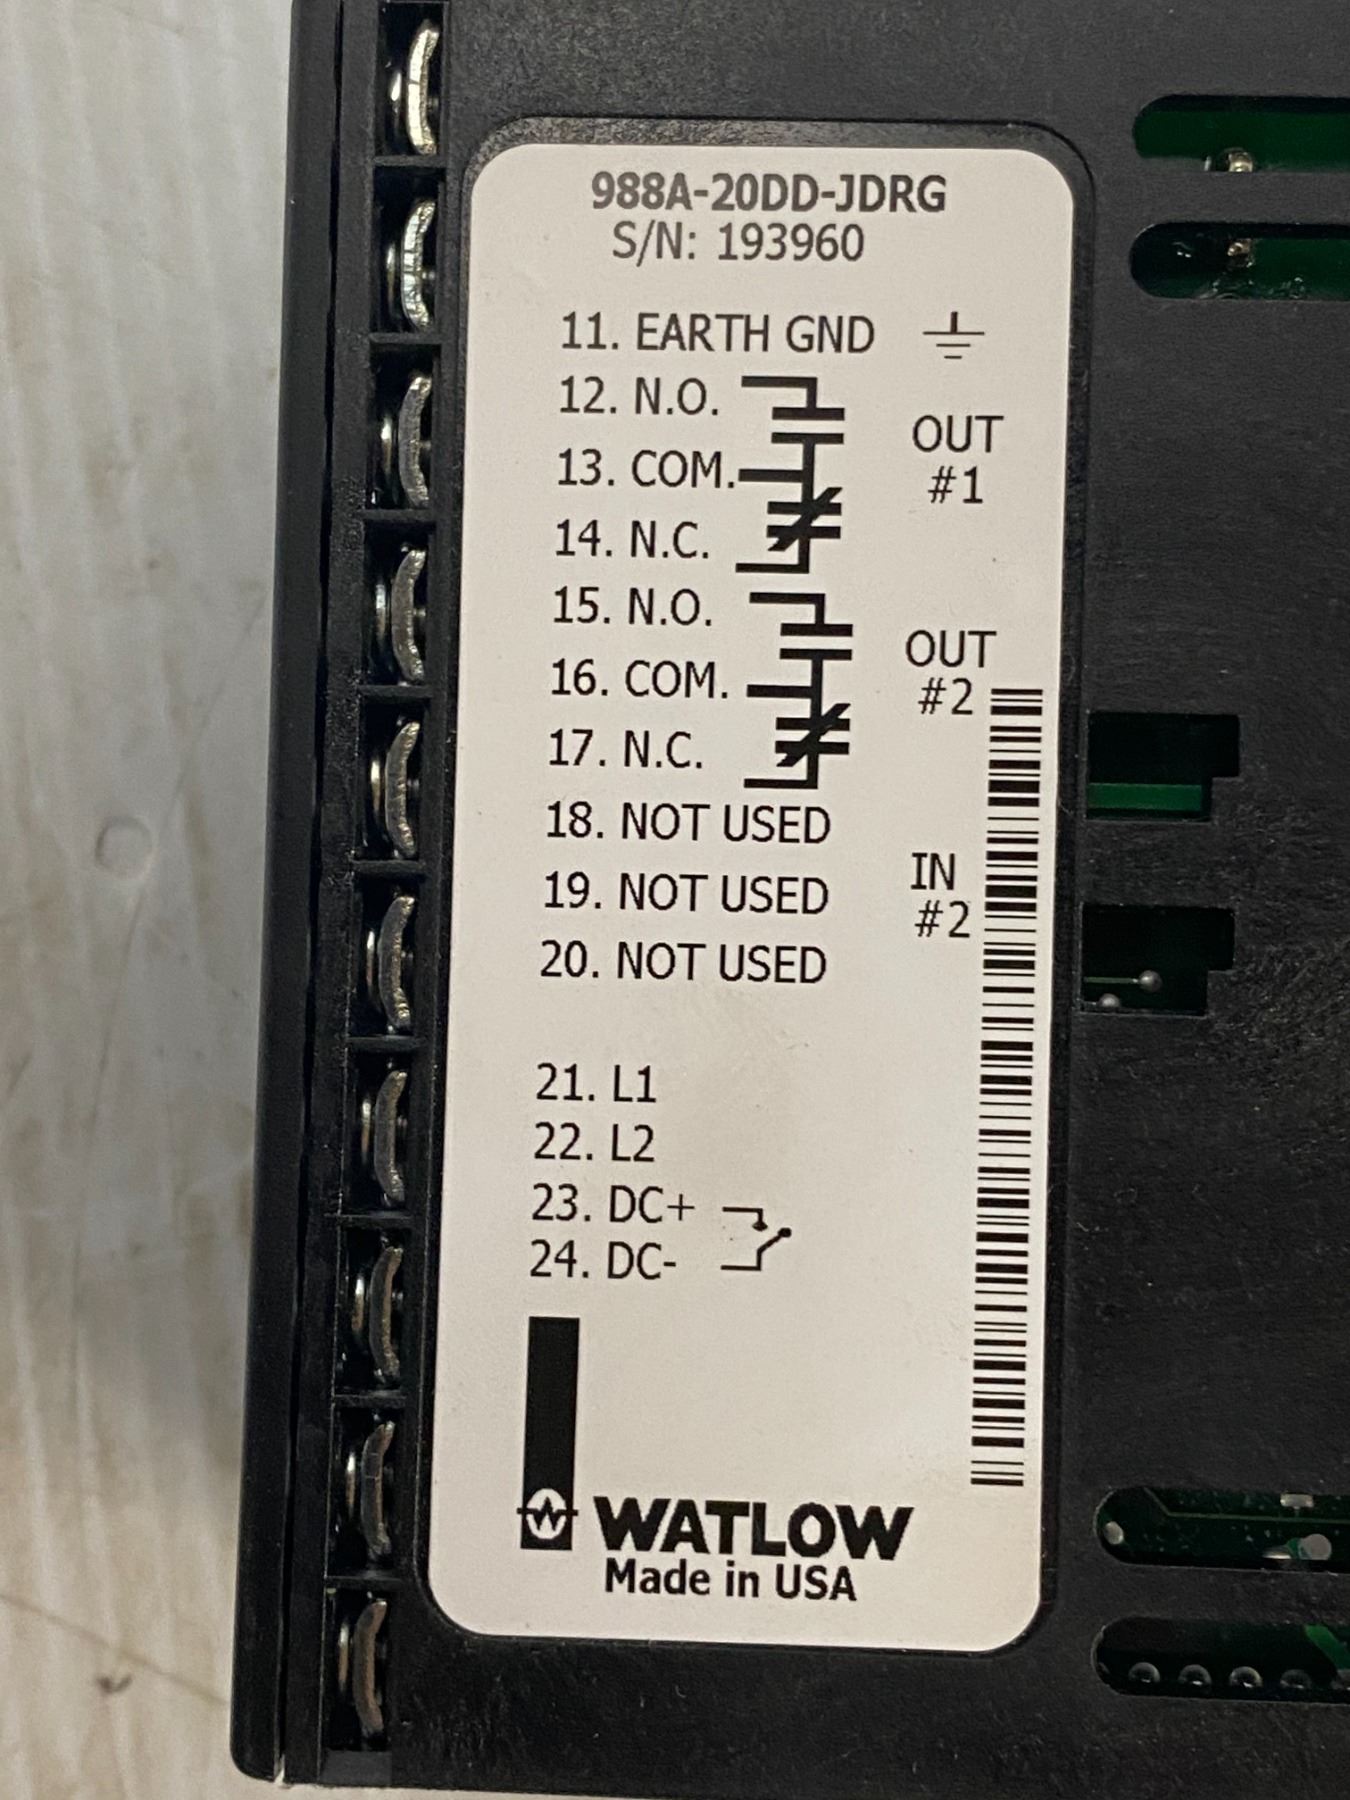 988A-20DD-JDRG
S/N: 193960
11. EARTH GND
12. N.O.
13. COM.
14. N.C.
OUT
#1
15. N.O.
16. COM.
17. N.C.
OUT
#2
18. NOT USED
19. NOT USED
20. NOT USED
IN
#2
21. L1
22. L2
23. DC+
24. DC-
WATLOW
Made in USA